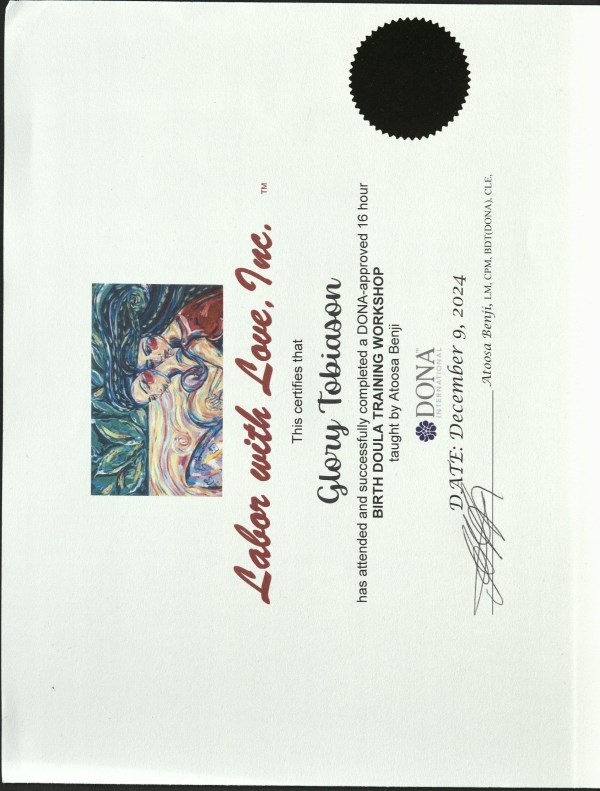 Labor with Love, Inc. ™
This certifies that
Glory Tobiason
has attended and successfully completed a DONA-approved 16 hour
BIRTH DOULA TRAINING WORKSHOP
taught by Atoosa Benji
DONA™
INTERNATIONAL
DATE: December 9, 2024
Atoosa Benji, LM, CPM, BDT(DONA), CLE,